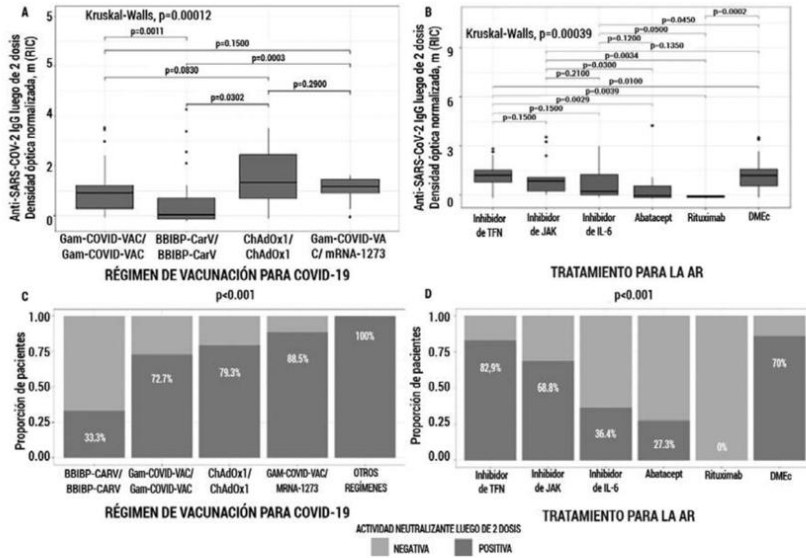 A
Kruskal-Walls, p=0.00012
p=0.0011
p=0.1500
p=0.0003
p=0.0830
p=0.2900
p=0.0302
Anti-SARS-COV-2 IgG luego de 2 dosis
Densidad óptica normalizada, m (RIC)
5
5
4
2
0
Gam-COVID-VAC/
Gam-COVID-VAC
BBIBP-CarV/
BBIBP-CarV
ChAdOx1/
ChAdOx1
Gam-COVID-VA
C/ mRNA-1273
RÉGIMEN DE VACUNACIÓN PARA COVID-19
B
Kruskal-Walls, p=0.00039
p=0.0002
p=0.0450
p=0.0500
p=0.1200
p=0.1350
p=0.0034
p=0.0300
p=0.2100
p=0.0100
p=0.0039
p=0.0029
p=0.1500
p=0.1500
Anti-SARS-CoV-2 IgG luego de 2 dosis
Densidad óptica normalizada, m (RIC)
9
6
3
0
Inhibidor
de TFN
Inhibidor
de JAK
Inhibidor
de IL-6
Abatacept
Rituximab
DMEc
TRATAMIENTO PARA LA AR
C
p<0.001
Proporción de pacientes
1.00
0.75
0.50
0.25
0.00
33.3%
72.7%
79.3%
88.5%
100%
BBIBP-CARV/
BBIBP-CARV
Gam-COVID-VAC/
Gam-COVID-VAC
ChAdOx1/
ChAdOx1
GAM-COVID-VAC/
MRNA-1273
OTROS
REGÍMENES
RÉGIMEN DE VACUNACIÓN PARA COVID-19
D
p<0.001
Proporción de pacientes
1.00
0.75
0.50
0.25
0.00
82,9%
68.8%
36.4%
27.3%
0%
70%
Inhibidor
de TFN
Inhibidor
de JAK
Inhibidor
de IL-6
Abatacept
Rituximab
DMEc
TRATAMIENTO PARA LA AR
ACTIVIDAD NEUTRALIZANTE LUEGO DE 2 DOSIS
NEGATIVA
POSITIVA